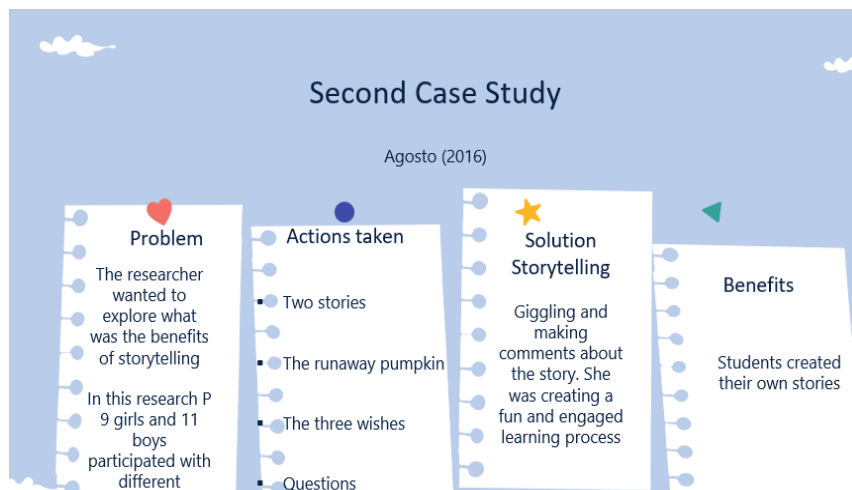 Second Case Study
Agosto (2016)
Problem
The researcher
wanted to
explore what
was the benefits
of storytelling
In this research P
9 girls and 11
boys
participated with
different
Actions taken
Two stories
The runaway pumpkin
The three wishes
Questions
Solution
Storytelling
Giggling and
making
comments about
the story. She
was creating a
fun and engaged
learning process
Benefits
Students created
their own stories